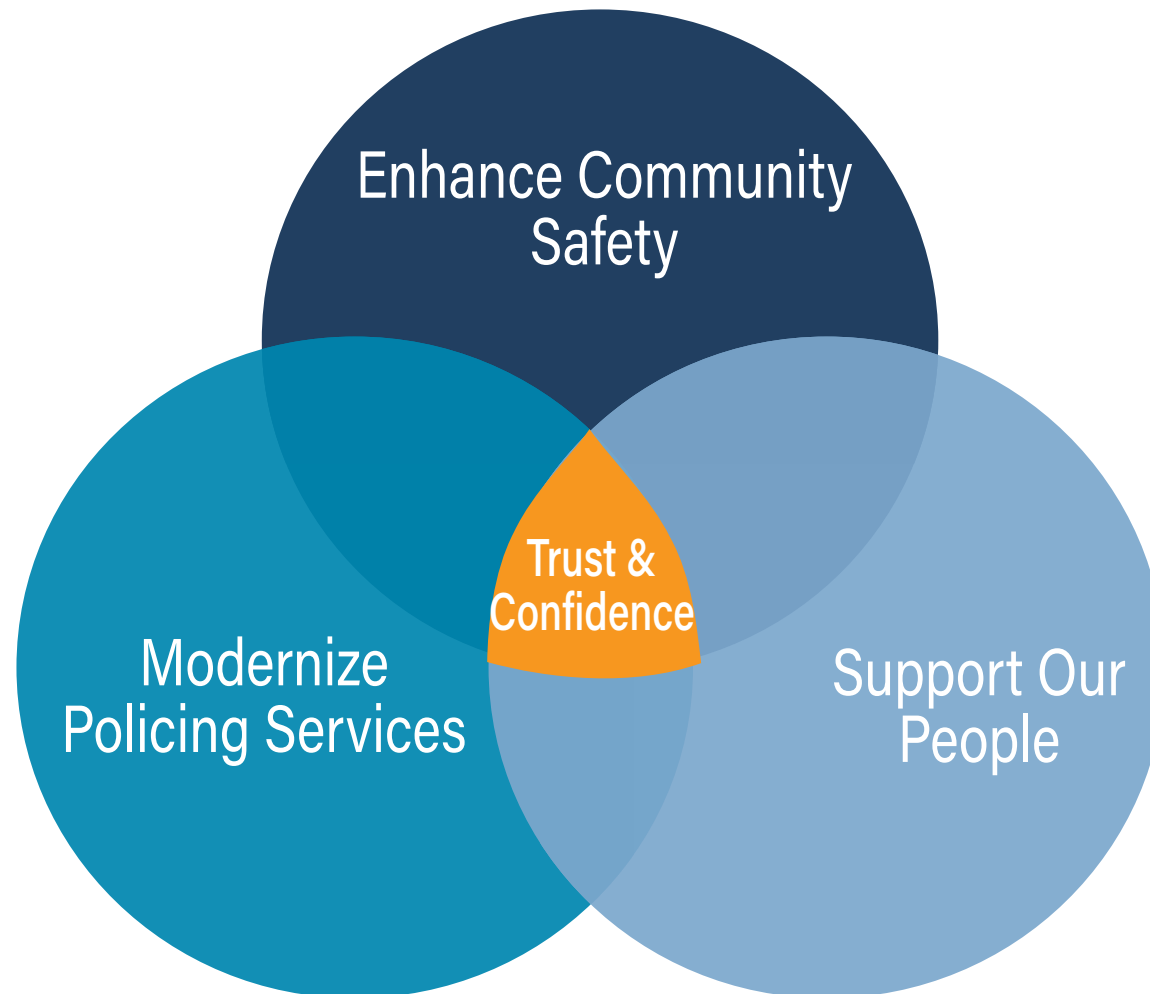 Enhance Community
Safety
Trust &
Confidence
Modernize
Policing Services
Support Our
People